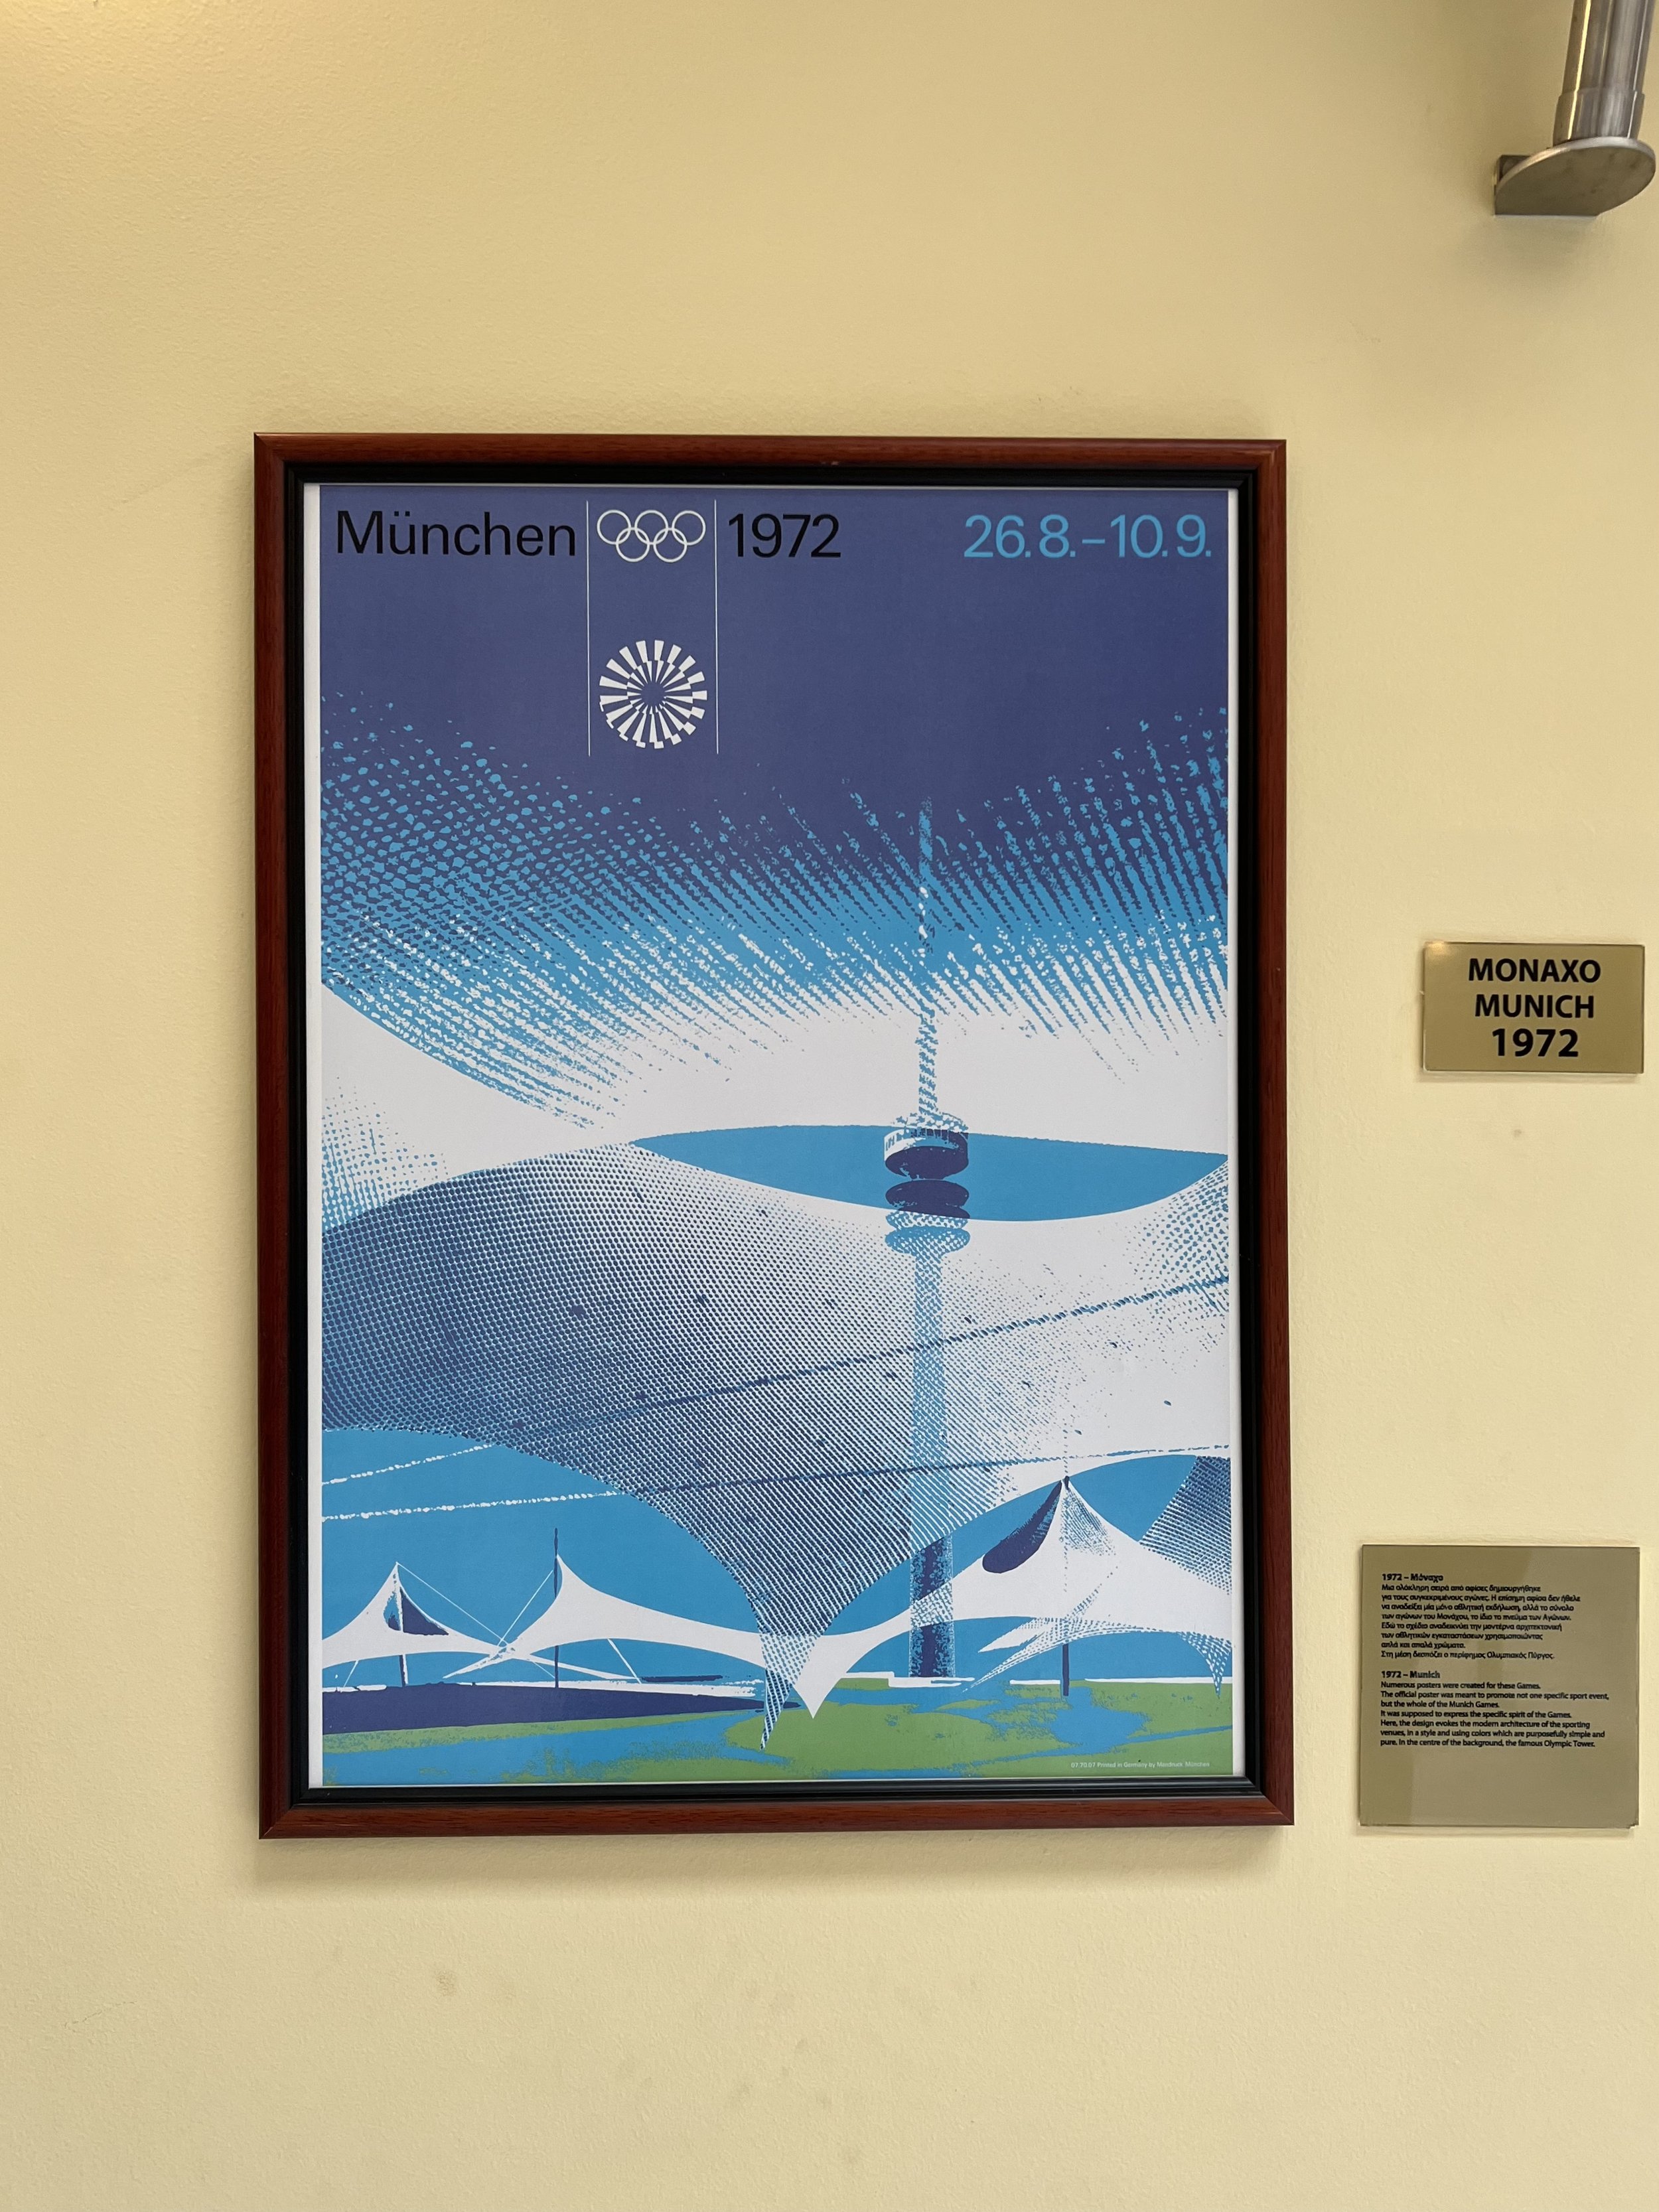 München
1972
26.8.–10.9.
07.70.07 Printed in Germany by Mandruck München
ΜΟΝΑΧΟ
MUNICH
1972
1972 – Μόναχο
Μια ολόκληρη σειρά από αφίσες δημιουργήθηκε
για τους συγκεκριμένους αγώνες. Η επίσημη αφίσα δεν ήθελε
να αναδείξει μία μόνο αθλητική εκδήλωση, αλλά το σύνολο
των αγώνων του Μονάχου, το ίδιο το πνεύμα των Αγώνων.
Εδώ το σχέδιο αναδεικνύει την μοντέρνα αρχιτεκτονική
των αθλητικών εγκαταστάσεων χρησιμοποιώντας
απλά και απαλά χρώματα.
Στη μέση δεσπόζει ο περίφημος Ολυμπιακός Πύργος.
1972 – Munich
Numerous posters were created for these Games.
The official poster was meant to promote not one specific sport event,
but the whole of the Munich Games.
It was supposed to express the specific spirit of the Games.
Here, the design evokes the modern architecture of the sporting
venues, in a style and using colors which are purposefully simple and
pure. In the centre of the background, the famous Olympic Tower.